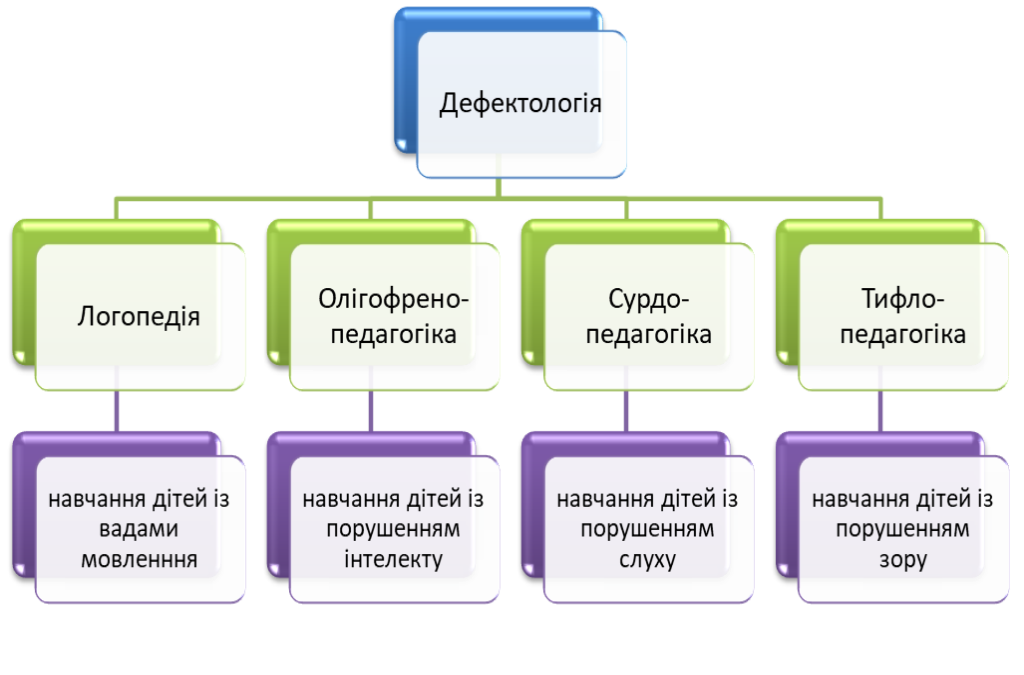 Дефектологія
Логопедія
Олігофрено-
педагогіка
Сурдо-
педагогіка
Тифло-
педагогіка
навчання дітей із
вадами
мовленння
навчання дітей із
порушенням
інтелекту
навчання дітей із
порушенням
слуху
навчання дітей із
порушенням
зору